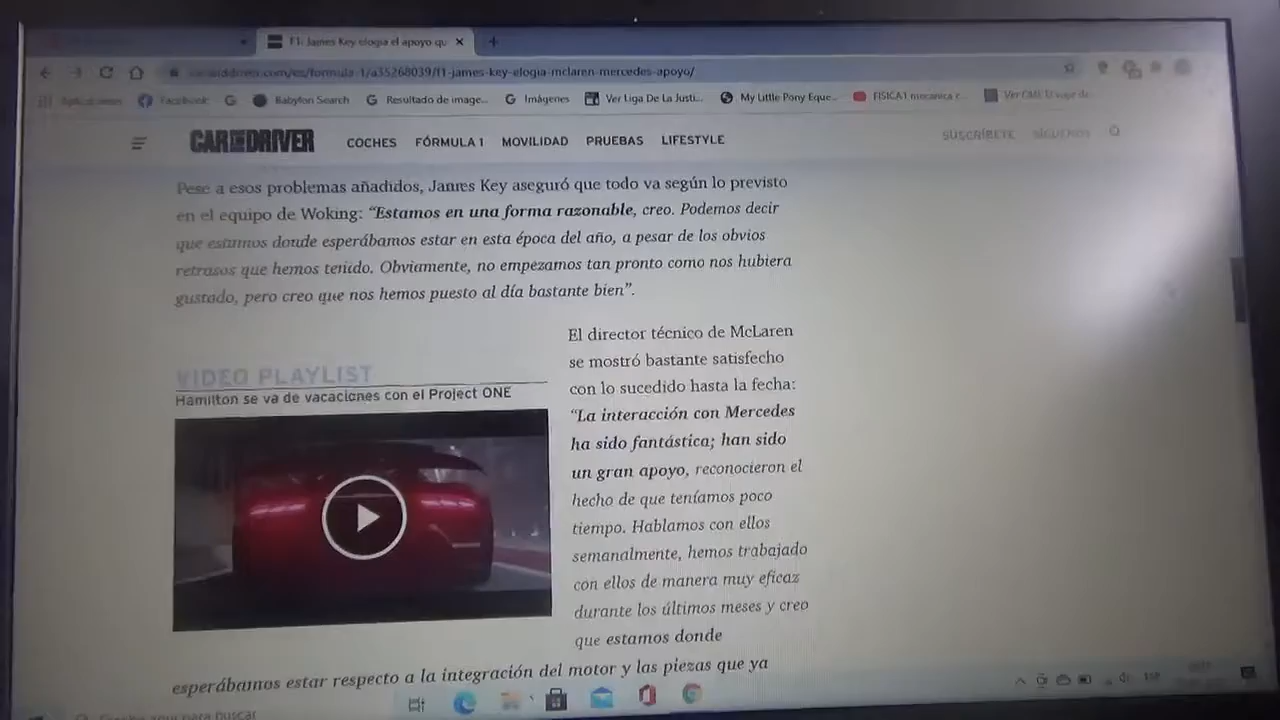 F1: James Key elogia el apoyo qu
/es/formula-1/a35268039/f1-james-key-elogia-mclaren-mercedes-apoyo/
Aplicaciones Facebook Babylon Search Resultado de image... Imágenes Ver Liga De La Justi... My Little Pony Eque... FISICA1 mecanica c...
CAR AND DRIVER COCHES FÓRMULA 1 MOVILIDAD PRUEBAS LIFESTYLE SUSCRÍBETE SÍGUENOS
Pese a esos problemas añadidos, James Key aseguró que todo va según lo previsto
en el equipo de Woking: “Estamos en una forma razonable, creo. Podemos decir
que estamos donde esperábamos estar en esta época del año, a pesar de los obvios
retrasos que hemos tenido. Obviamente, no empezamos tan pronto como nos hubiera
gustado, pero creo que nos hemos puesto al día bastante bien”.
VIDEO PLAYLIST
Hamilton se va de vacaciones con el Project ONE
El director técnico de McLaren
se mostró bastante satisfecho
con lo sucedido hasta la fecha:
“La interacción con Mercedes
ha sido fantástica; han sido
un gran apoyo, reconocieron el
hecho de que teníamos poco
tiempo. Hablamos con ellos
semanalmente, hemos trabajado
con ellos de manera muy eficaz
durante los últimos meses y creo
que estamos donde
esperábamos estar respecto a la integración del motor y las piezas que ya
aquí para buscar
ESP